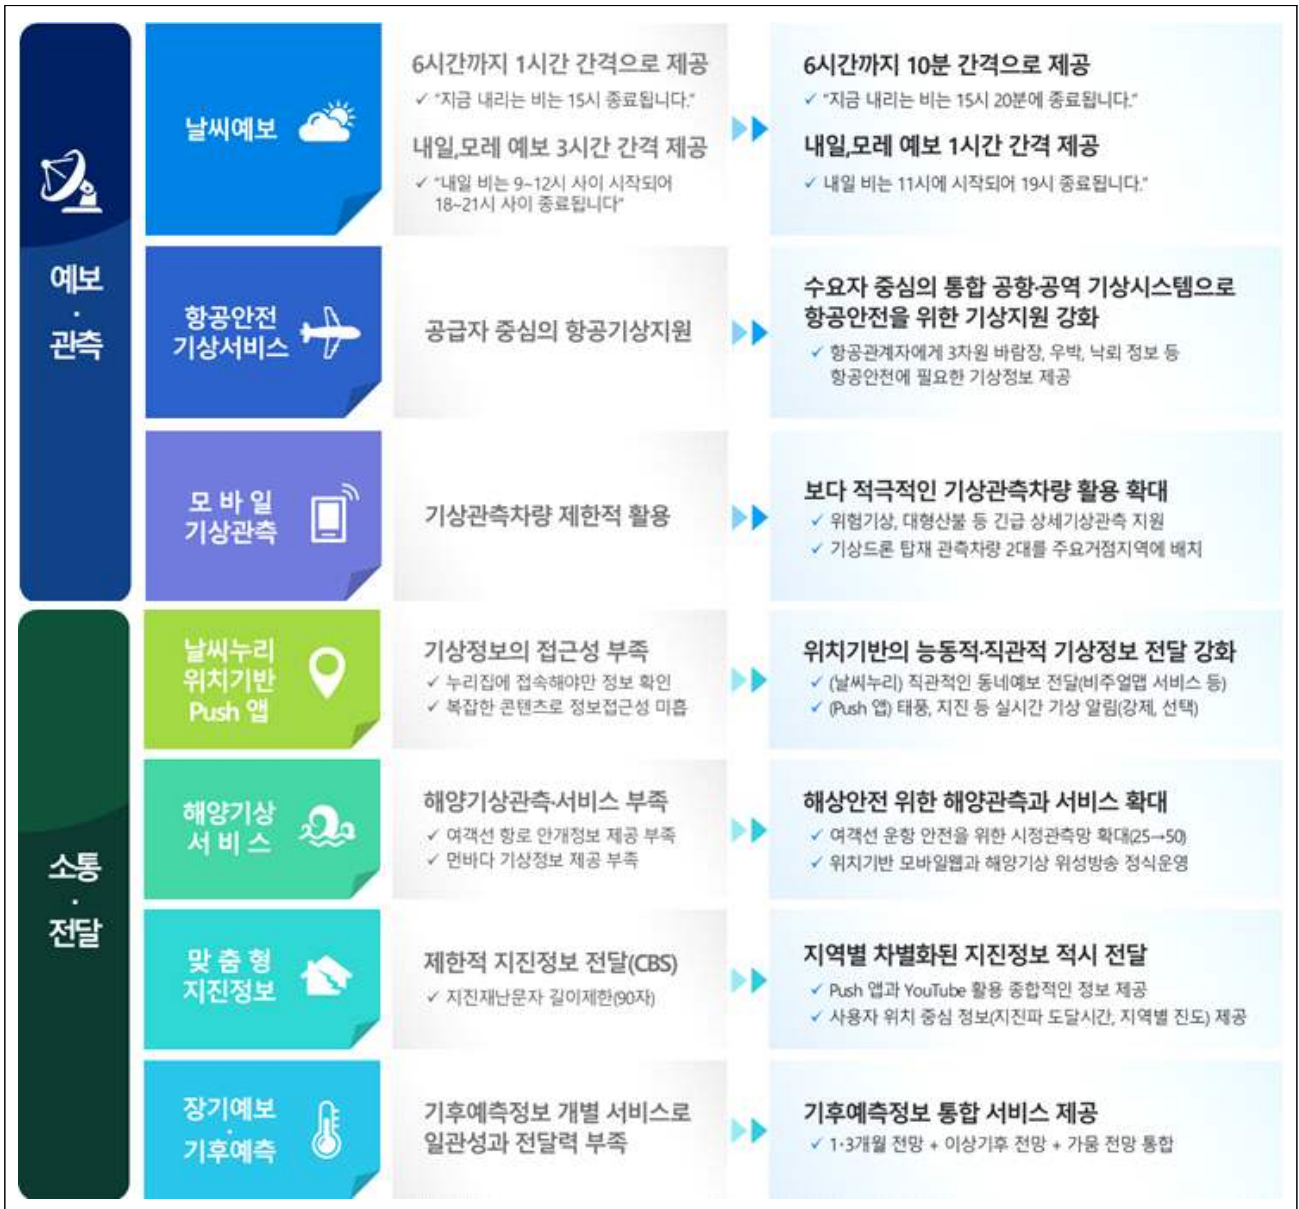 예보
·
관측
날씨예보
6시간까지 1시간 간격으로 제공
✓ "지금 내리는 비는 15시 종료됩니다."
내일,모레 예보 3시간 간격 제공
✓ "내일 비는 9~12시 사이 시작되어
18~21시 사이 종료됩니다"
6시간까지 10분 간격으로 제공
✓ "지금 내리는 비는 15시 20분에 종료됩니다."
내일,모레 예보 1시간 간격 제공
✓ 내일 비는 11시에 시작되어 19시 종료됩니다."
항공안전
기상서비스
공급자 중심의 항공기상지원
수요자 중심의 통합 공항·공역 기상시스템으로
항공안전을 위한 기상지원 강화
✓ 항공관계자에게 3차원 바람장, 우박, 낙뢰 정보 등
항공안전에 필요한 기상정보 제공
모 바 일
기상관측
기상관측차량 제한적 활용
보다 적극적인 기상관측차량 활용 확대
✓ 위험기상, 대형산불 등 긴급 상세기상관측 지원
✓ 기상드론 탑재 관측차량 2대를 주요거점지역에 배치
소통
·
전달
날씨누리
위치기반
Push 앱
기상정보의 접근성 부족
✓ 누리집에 접속해야만 정보 확인
✓ 복잡한 콘텐츠로 정보접근성 미흡
위치기반의 능동적·직관적 기상정보 전달 강화
✓ (날씨누리) 직관적인 동네예보 전달(비주얼맵 서비스 등)
✓ (Push 앱) 태풍, 지진 등 실시간 기상 알림(강제, 선택)
해양기상
서 비 스
해양기상관측·서비스 부족
✓ 여객선 항로 안개정보 제공 부족
✓ 먼바다 기상정보 제공 부족
해상안전 위한 해양관측과 서비스 확대
✓ 여객선 운항 안전을 위한 시정관측망 확대(25→50)
✓ 위치기반 모바일웹과 해양기상 위성방송 정식운영
맞 춤 형
지진정보
제한적 지진정보 전달(CBS)
✓ 지진재난문자 길이제한(90자)
지역별 차별화된 지진정보 적시 전달
✓ Push 앱과 YouTube 활용 종합적인 정보 제공
✓ 사용자 위치 중심 정보(지진파 도달시간, 지역별 진도) 제공
장기예보
·
기후예측
기후예측정보 개별 서비스로
일관성과 전달력 부족
기후예측정보 통합 서비스 제공
✓ 1·3개월 전망 + 이상기후 전망 + 가뭄 전망 통합